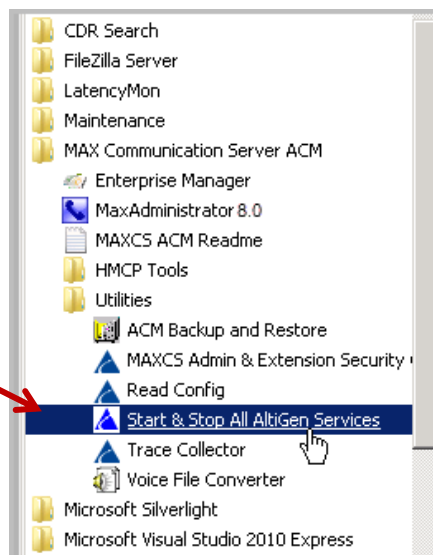 CDR Search
FileZilla Server
LatencyMon
Maintenance
MAX Communication Server ACM
Enterprise Manager
MaxAdministrator 8.0
MAXCS ACM Readme
HMCP Tools
Utilities
ACM Backup and Restore
MAXCS Admin & Extension Security
Read Config
Start & Stop All AltiGen Services
Trace Collector
Voice File Converter
Microsoft Silverlight
Microsoft Visual Studio 2010 Express